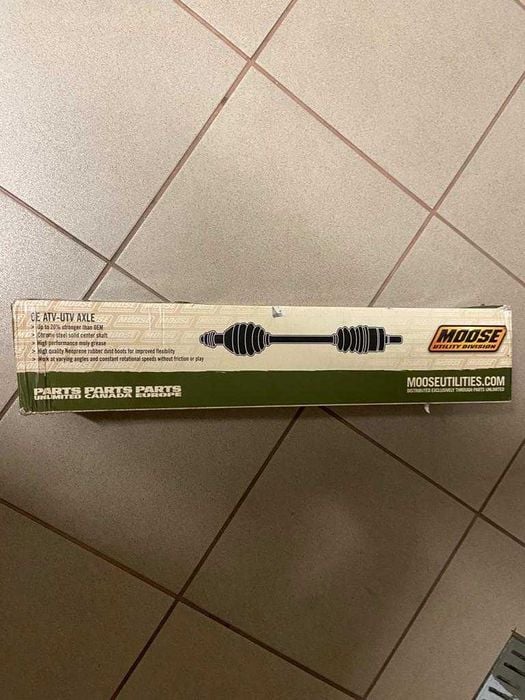 OE ATV-UTV AXLE
> Up to 20% stronger than OEM
> Chrome steel solid center shaft
> High performance moly grease
> High quality Neoprene rubber dust boots for improved flexibility
> Work at varying angles and constant rotational speeds without friction or play
MOOSE
UTILITY DIVISION
PARTS PARTS PARTS
UNLIMITED CANADA EUROPE
MOOSEUTILITIES.COM
DISTRIBUTED EXCLUSIVELY THROUGH PARTS UNLIMITED